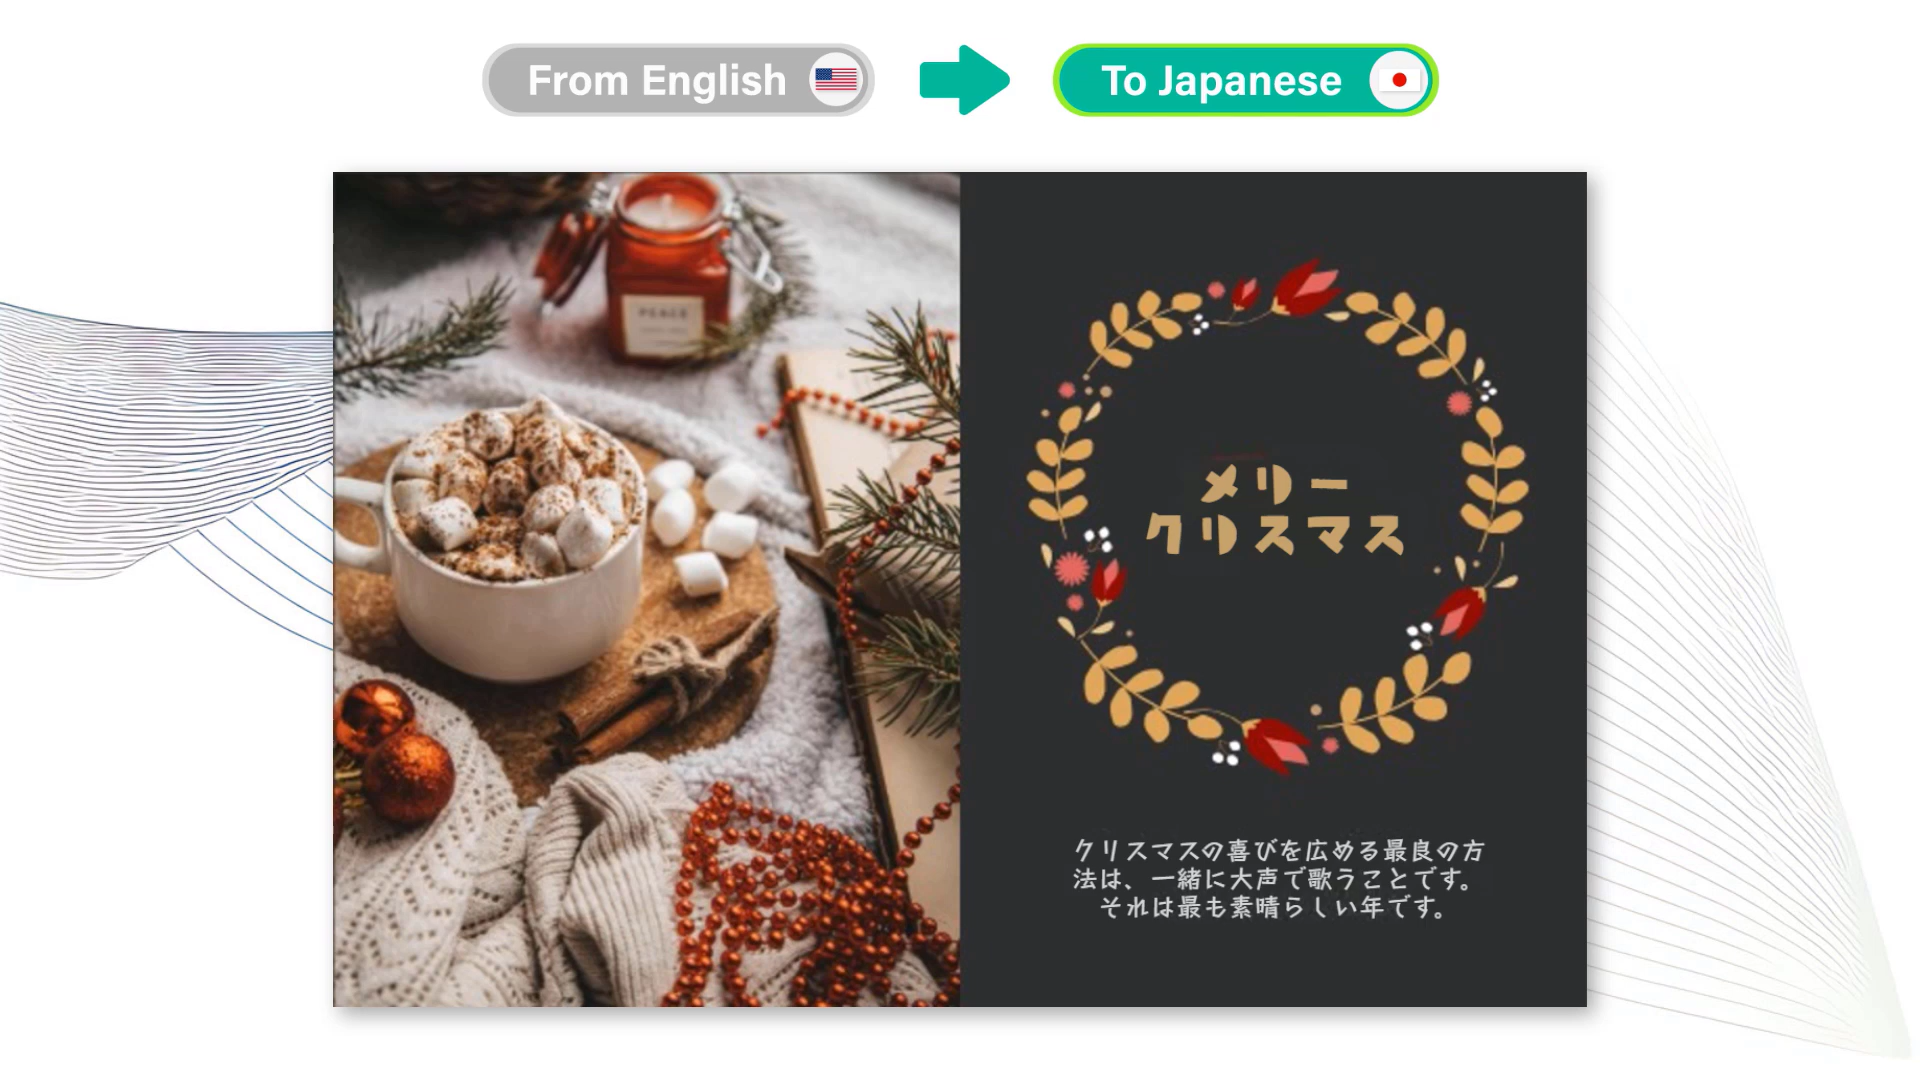 From English
To Japanese
PEACE
メリー
クリスマス
クリスマスの喜びを広める最良の方
法は、一緒に大声で歌うことです。
それは最も素晴らしい年です。